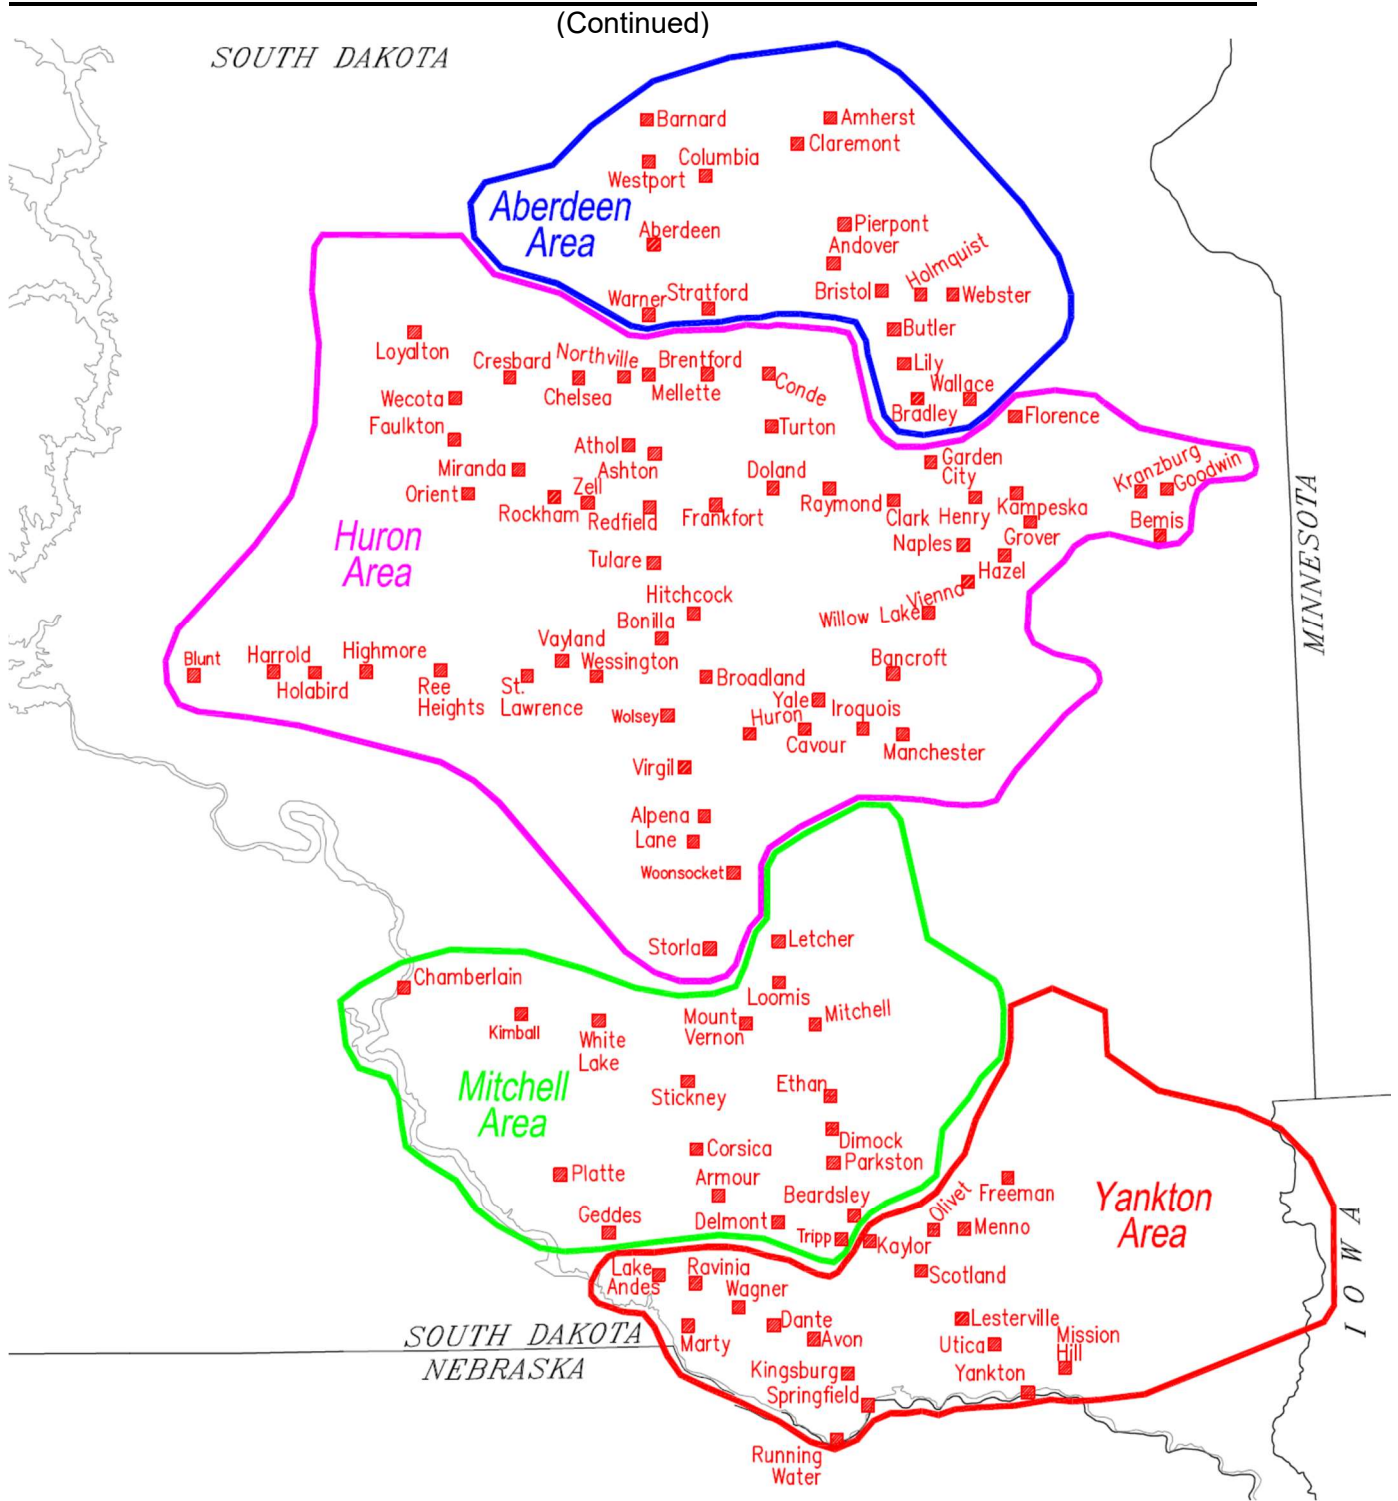 (Continued)
SOUTH DAKOTA
Barnard
Amherst
Claremont
Columbia
Westport
Aberdeen
Area
Aberdeen
Pierpont
Andover
Holmquist
Bristol
Webster
Warner
Stratford
Butler
Loyalton
Cresbard
Northville
Brentford
Lily
Chelsea
Mellette
Conde
Wallace
Wecota
Bradley
Florence
Faulkton
Turton
Athol
Ashton
Garden
City
Miranda
Doland
Kranzburg
Goodwin
Orient
Zell
Rockham
Redfield
Frankfort
Raymond
Clark
Henry
Kampeska
Bemis
Grover
Huron
Area
MINNESOTA
Naples
Tulare
Hazel
Vienna
Hitchcock
Willow Lake
Bonilla
Vayland
Blunt
Harrold
Highmore
Wessington
Bancroft
Holabird
Ree
Heights
St.
Lawrence
Broadland
Yale
Wolsey
Huron
Iroquois
Cavour
Manchester
Virgil
Alpena
Lane
Woonsocket
Storla
Letcher
Chamberlain
Loomis
Kimball
White
Lake
Mount
Vernon
Mitchell
Mitchell
Area
Stickney
Ethan
Dimock
Corsica
Parkston
Platte
Armour
Beardsley
Olivet
Freeman
Yankton
Area
Geddes
Delmont
Tripp
Kaylor
Menno
IOWA
Lake
Andes
Ravinia
Wagner
Scotland
SOUTH DAKOTA
NEBRASKA
Marty
Dante
Avon
Lesterville
Utica
Mission
Hill
Kingsburg
Yankton
Springfield
Running
Water